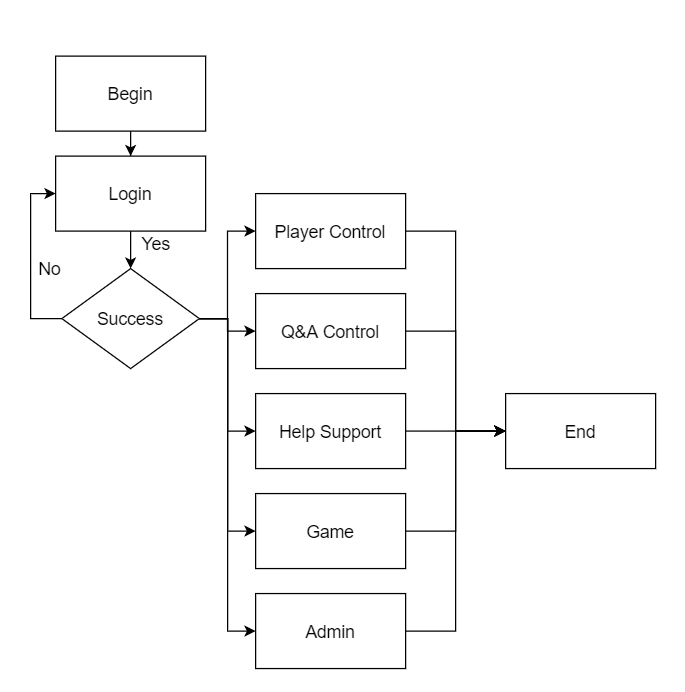 Begin
Login
Yes
No
Success
Player Control
Q&A Control
Help Support
Game
Admin
End